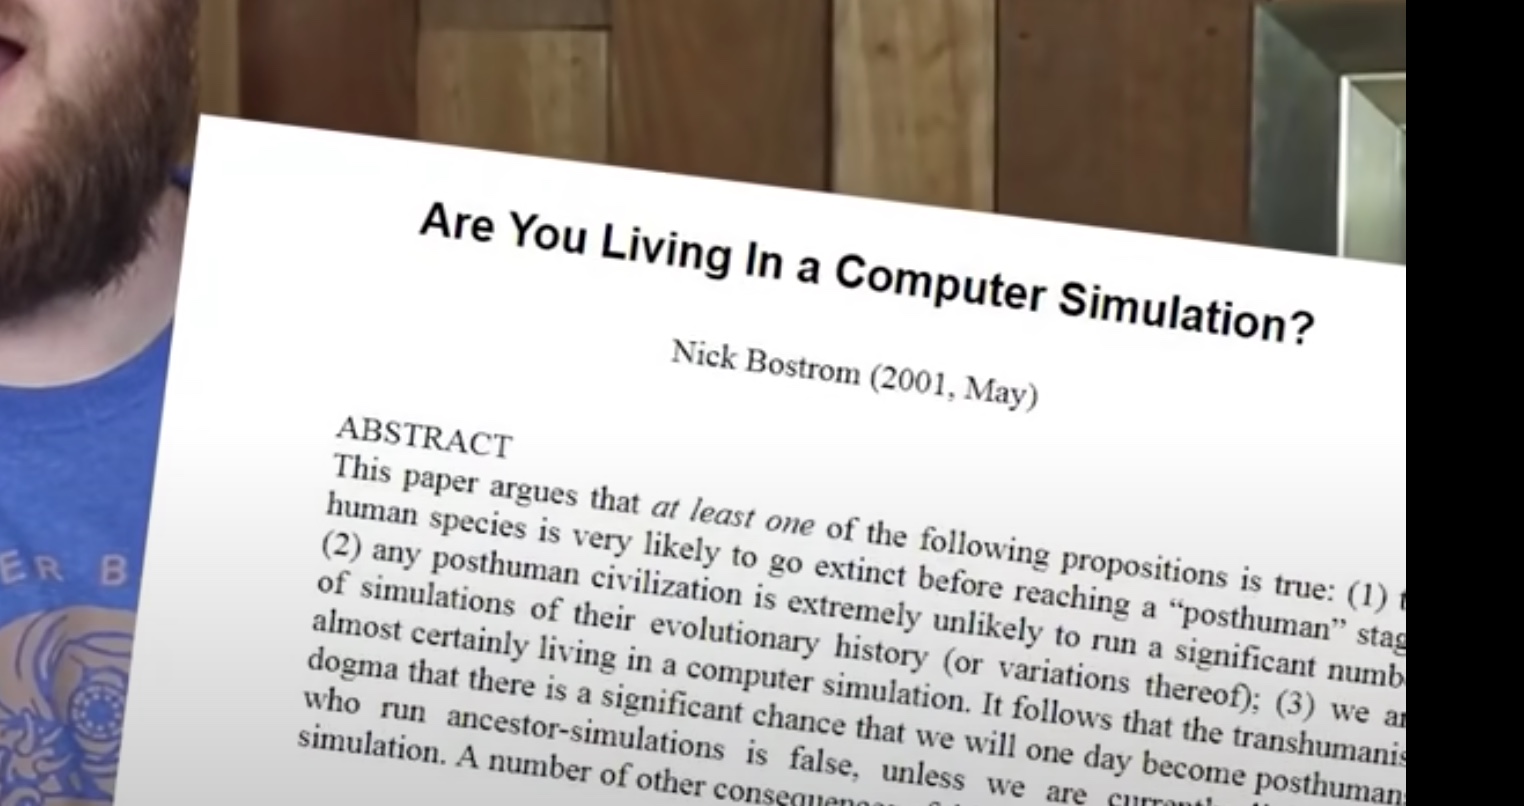 Are You Living In a Computer Simulation?
Nick Bostrom (2001, May)
ABSTRACT
This paper argues that at least one of the following propositions is true: (1)
human species is very likely to go extinct before reaching a “posthuman”
(2) any posthuman civilization is extremely unlikely to run a significant
of simulations of their evolutionary history (or variations thereof); (3) we
almost certainly living in a computer simulation. It follows that the
dogma that there is a significant chance that we will one day become
who run ancestor-simulations is false, unless we are
simulation. A number of other
ER B